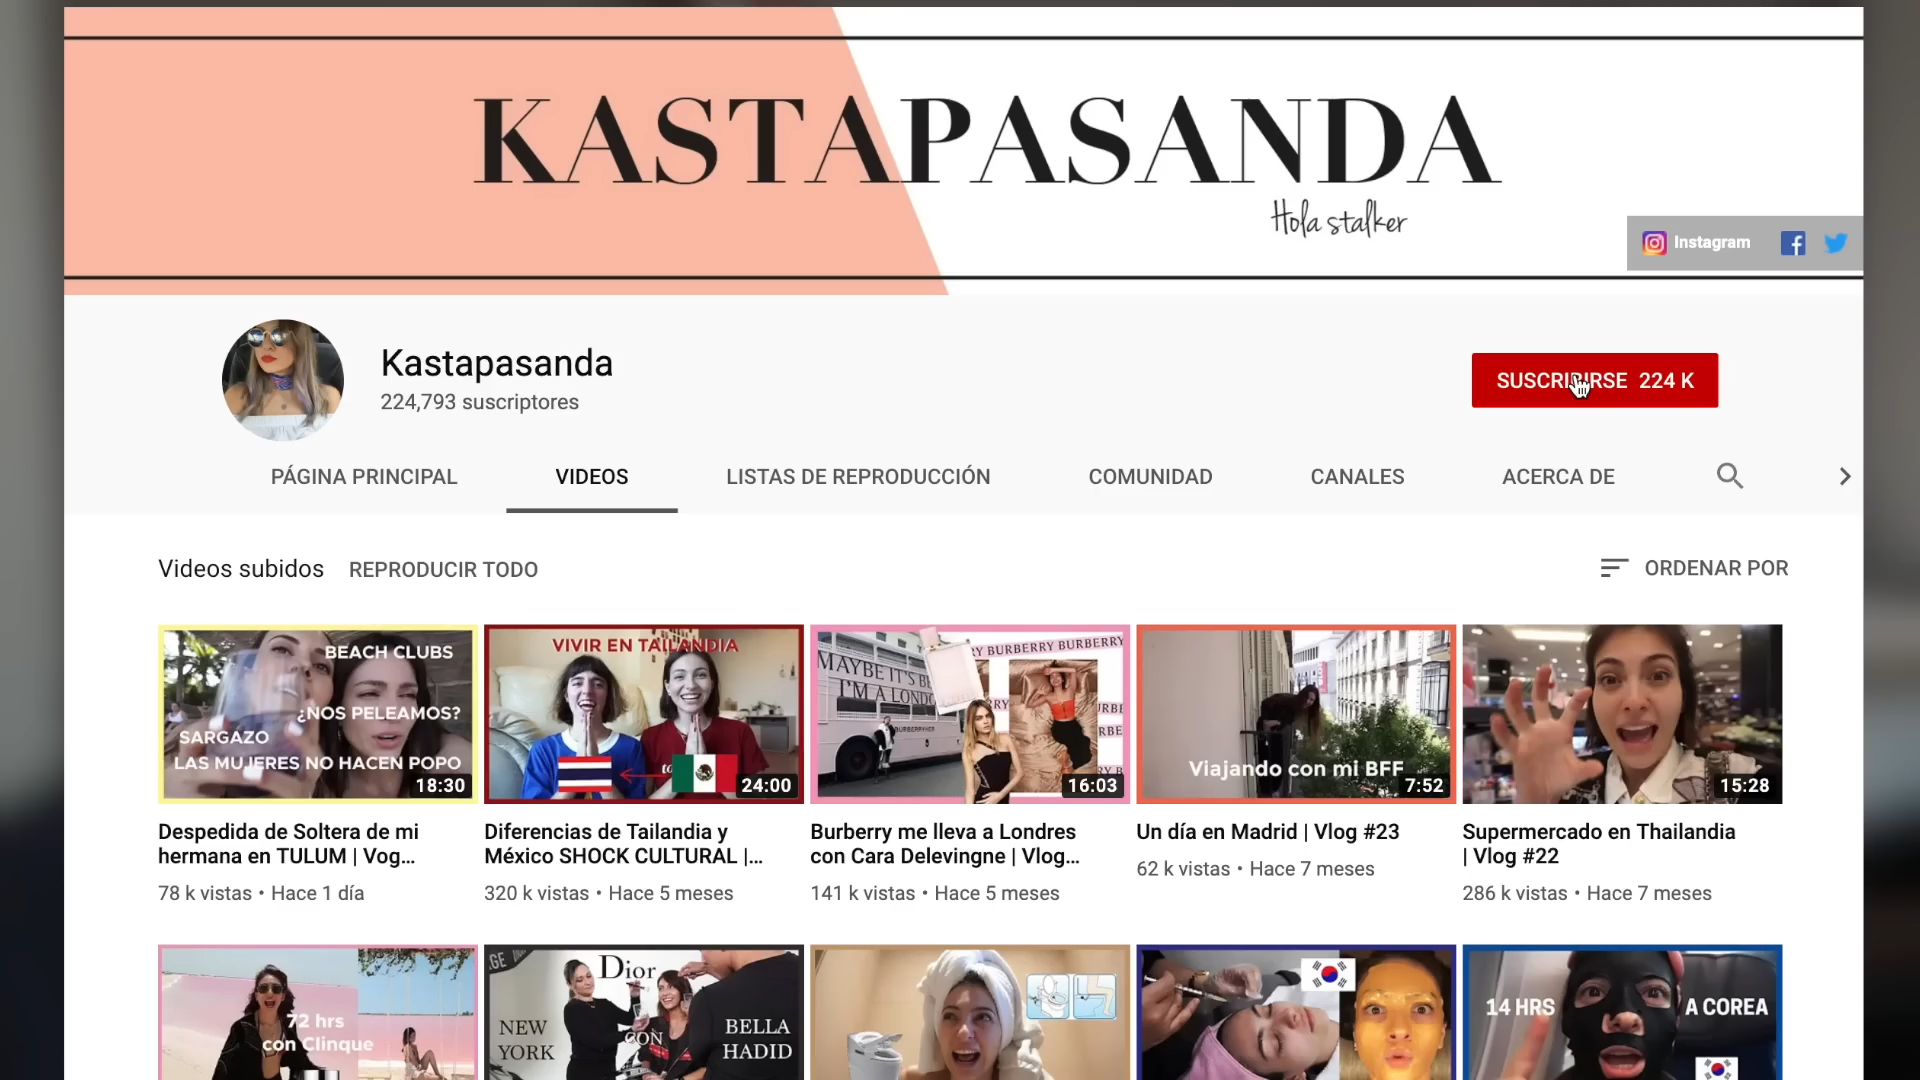 KASTAPASANDA
Hola stalker
Instagram
Kastapasanda
224,793 suscriptores
SUSCRIBIRSE 224 K
PÁGINA PRINCIPAL
VIDEOS
LISTAS DE REPRODUCCIÓN
COMUNIDAD
CANALES
ACERCA DE
Videos subidos
REPRODUCIR TODO
ORDENAR POR
BEACH CLUBS
¿NOS PELEAMOS?
SARGAZO
LAS MUJERES NO HACEN POPO
18:30
VIVIR EN TAILANDIA
24:00
MAYBE IT'S BE
I'M A LONDO
RY BURBERRY BURBERRY
16:03
Viajando con mi BFF
7:52
15:28
Despedida de Soltera de mi
hermana en TULUM | Vog...
78 k vistas • Hace 1 día
Diferencias de Tailandia y
México SHOCK CULTURAL |...
320 k vistas • Hace 5 meses
Burberry me lleva a Londres
con Cara Delevingne | Vlog...
141 k vistas • Hace 5 meses
Un día en Madrid | Vlog #23
62 k vistas • Hace 7 meses
Supermercado en Thailandia
| Vlog #22
286 k vistas • Hace 7 meses
72 hrs
con Clinque
Dior
NEW
YORK
CON
BELLA
HADID
14 HRS
A COREA